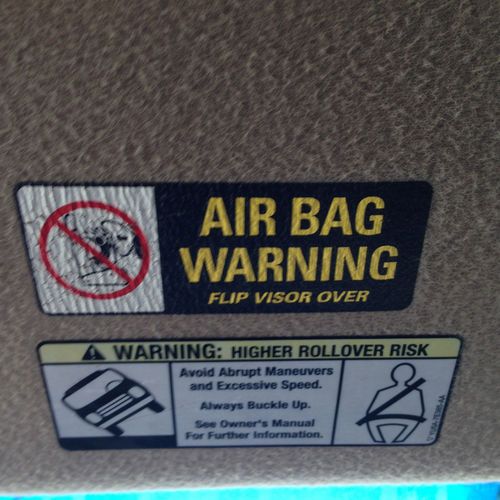 AIR BAG
WARNING
FLIP VISOR OVER
WARNING: HIGHER ROLLOVER RISK
Avoid Abrupt Maneuvers
and Excessive Speed.
Always Buckle Up.
See Owner's Manual
For Further Information.